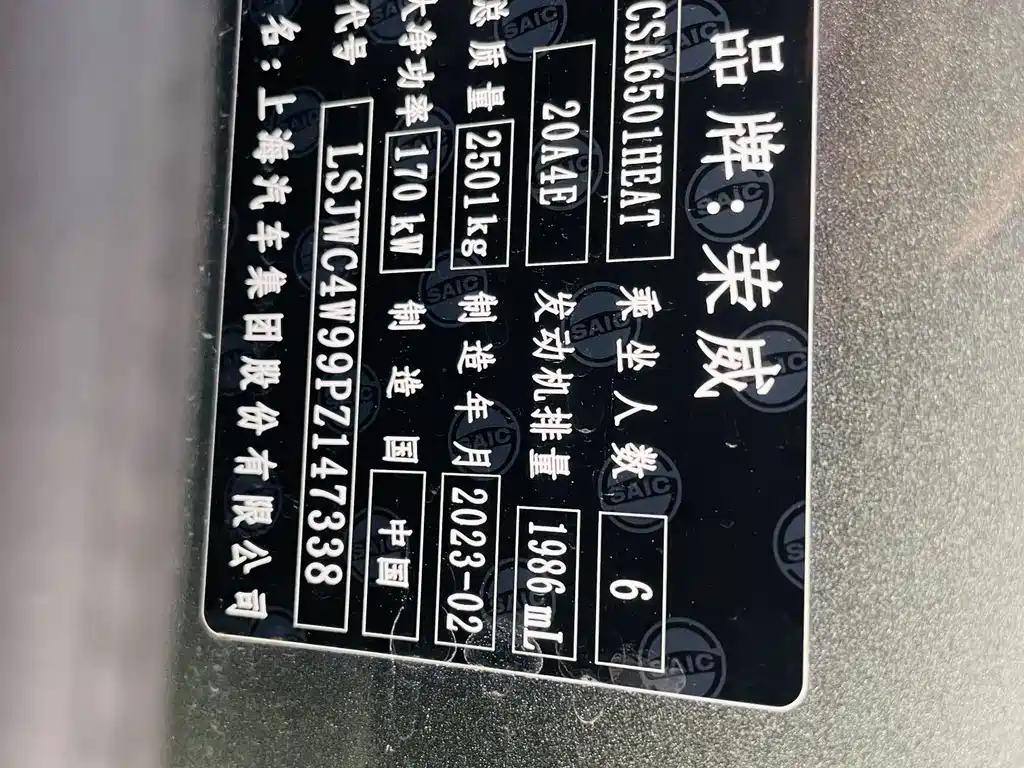 品牌:荣威
CSA6501HEAT 乘坐人数 6
20A4E 发动机排量 1986 mL
总质量 2501kg 制造年月 2023-02
大净功率 170 kW 制造国 中国
代号 LSJWC4W99PZ147338
名:上海汽车集团股份有限公司
SAIC